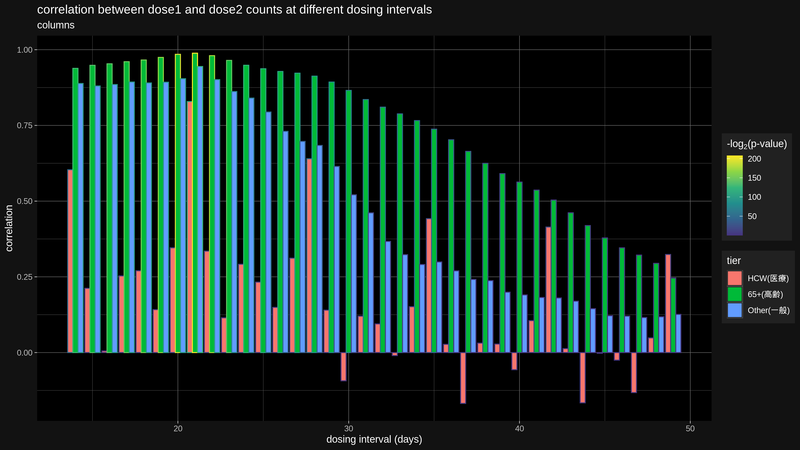 correlation between dose1 and dose2 counts at different dosing intervals
columns
correlation
1.00
0.75
0.50
0.25
0.00
20
30
40
50
dosing interval (days)
-log2(p-value)
200
150
100
50
tier
HCW(医療)
65+(高齢)
Other(一般)